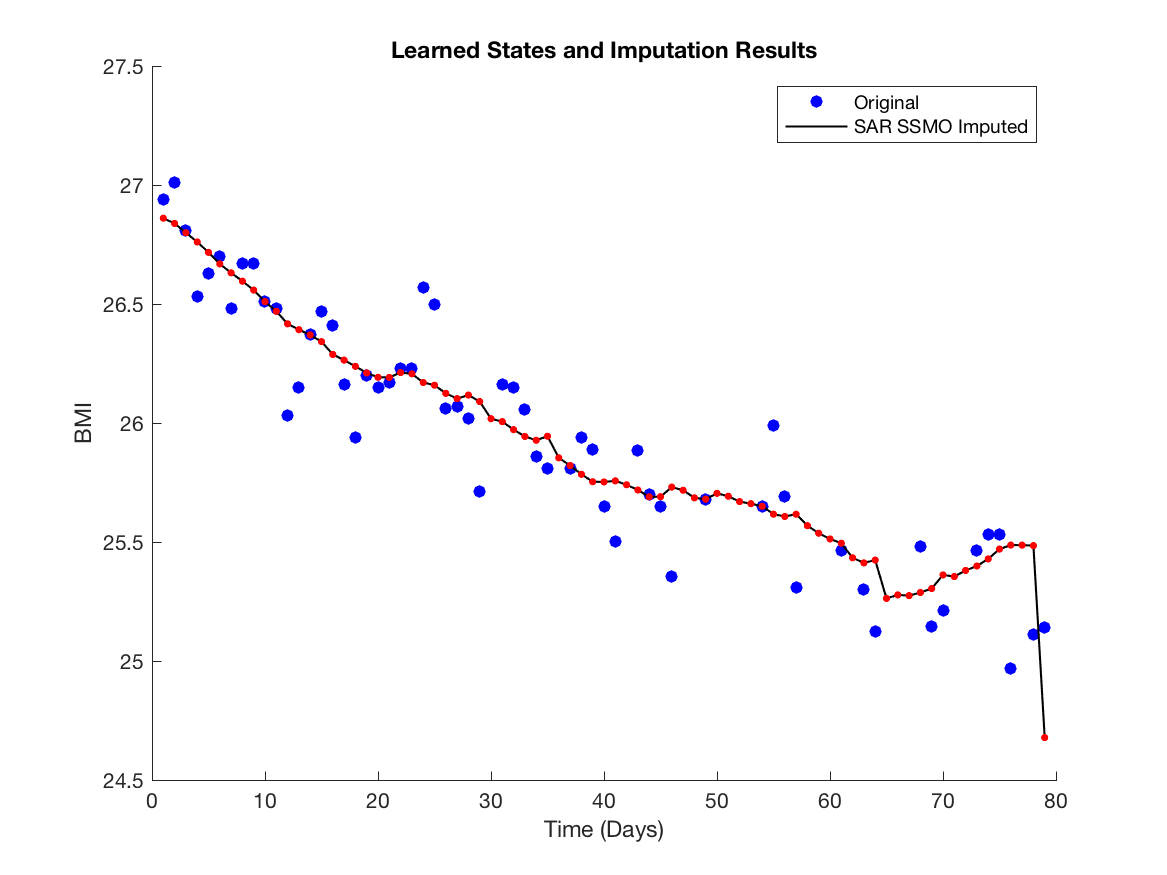 Learned States and Imputation Results
27.5
Original
SAR SSMO Imputed
27
26.5
26
BMI
25.5
25
24.5
0 10 20 30 40 50 60 70 80
Time (Days)